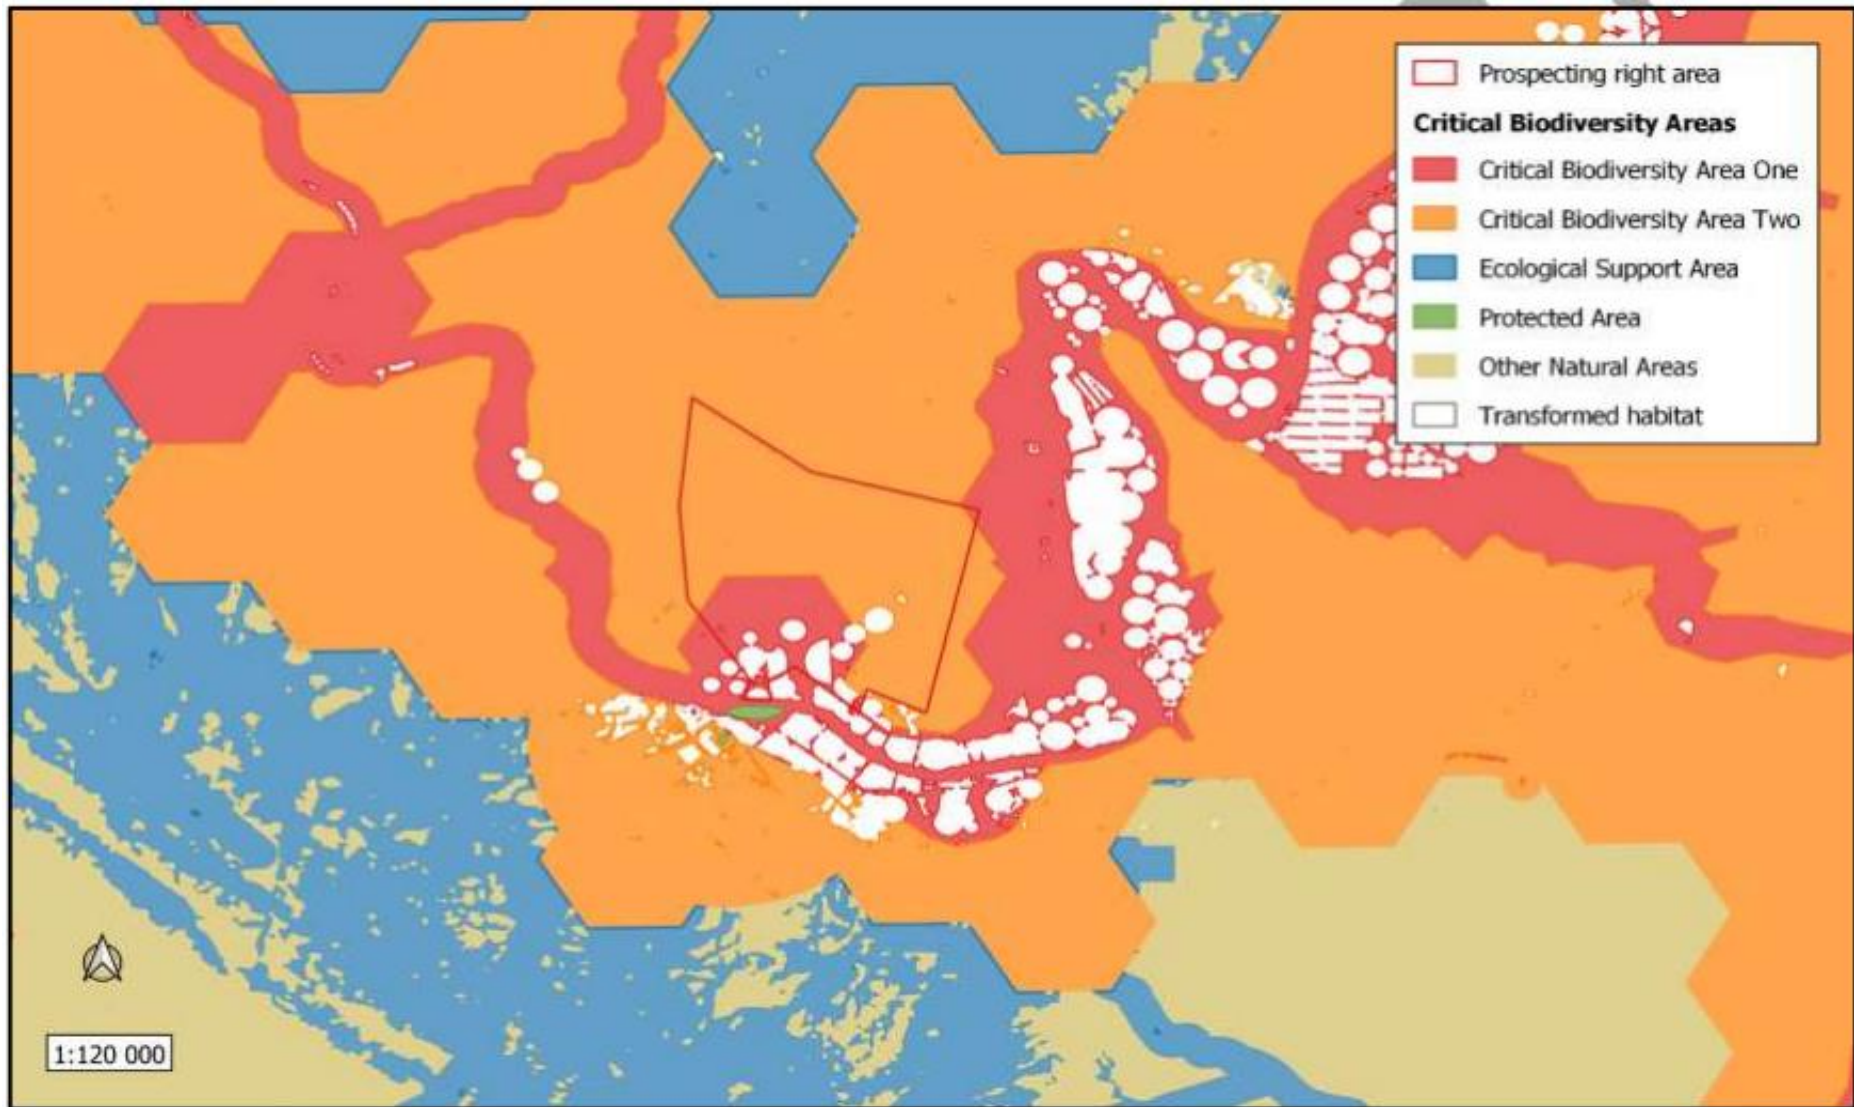 Prospecting right area
Critical Biodiversity Areas
Critical Biodiversity Area One
Critical Biodiversity Area Two
Ecological Support Area
Protected Area
Other Natural Areas
Transformed habitat
1:120 000